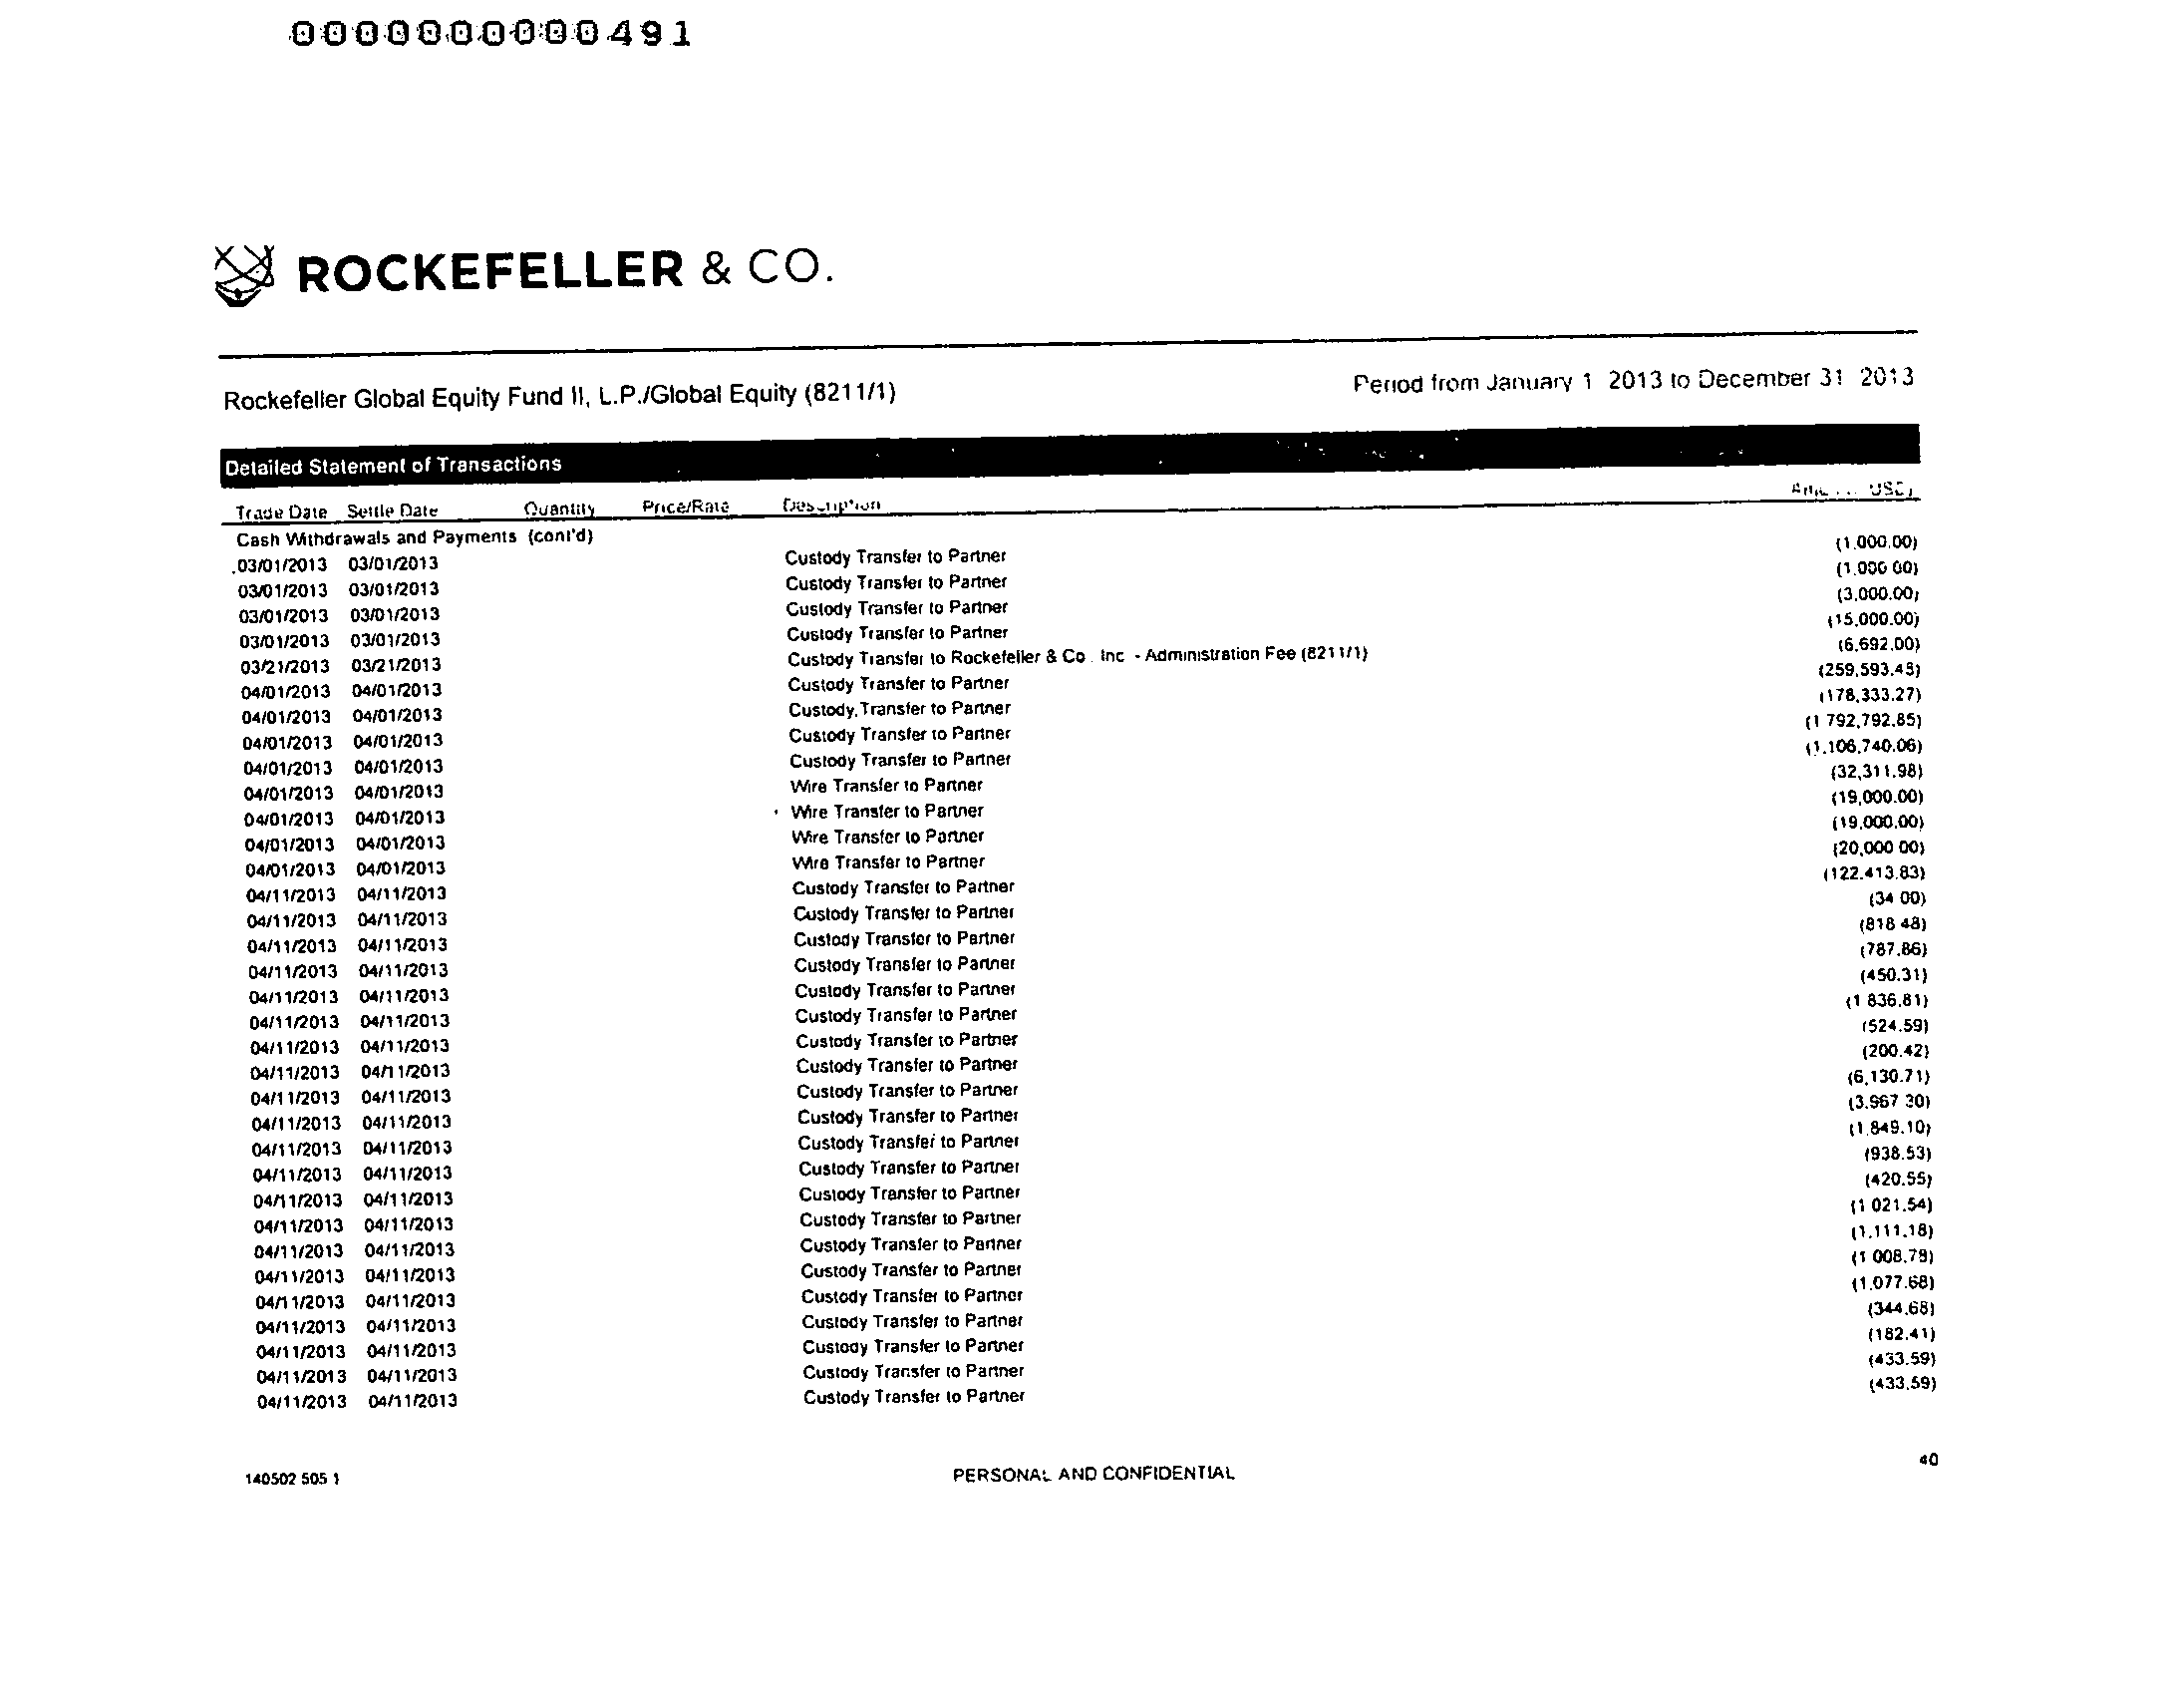 0000000000491
ROCKEFELLER & CO.
Rockefeller Global Equity Fund II, L.P./Global Equity (8211/1) Period from January 1 2013 to December 31 2013
Detailed Statement of Transactions
Trade Date Settle Date Quantity Price/Rate Description USD)
Cash Withdrawals and Payments (cont'd)
03/01/2013 03/01/2013 Custody Transfer to Partner (1,000.00)
03/01/2013 03/01/2013 Custody Transfer to Partner (1,000 00)
03/01/2013 03/01/2013 Custody Transfer to Partner (3,000.00)
03/01/2013 03/01/2013 Custody Transfer to Partner (15,000.00)
03/21/2013 03/21/2013 Custody Transfer to Rockefeller & Co. Inc - Administration Fee (8211/1) (6,692.00)
04/01/2013 04/01/2013 Custody Transfer to Partner (259,593.43)
04/01/2013 04/01/2013 Custody Transfer to Partner (178,333.27)
04/01/2013 04/01/2013 Custody Transfer to Partner (1 792,792.85)
04/01/2013 04/01/2013 Custody Transfer to Partner (1,106,740.06)
04/01/2013 04/01/2013 Wire Transfer to Partner (32,311.98)
04/01/2013 04/01/2013 Wire Transfer to Partner (19,000.00)
04/01/2013 04/01/2013 Wire Transfer to Partner (19,000.00)
04/01/2013 04/01/2013 Wire Transfer to Partner (20,000 00)
04/11/2013 04/11/2013 Custody Transfer to Partner (122,413.83)
04/11/2013 04/11/2013 Custody Transfer to Partner (34 00)
04/11/2013 04/11/2013 Custody Transfer to Partner (818 48)
04/11/2013 04/11/2013 Custody Transfer to Partner (787.86)
04/11/2013 04/11/2013 Custody Transfer to Partner (450.31)
04/11/2013 04/11/2013 Custody Transfer to Partner (1 836.81)
04/11/2013 04/11/2013 Custody Transfer to Partner (524.59)
04/11/2013 04/11/2013 Custody Transfer to Partner (200.42)
04/11/2013 04/11/2013 Custody Transfer to Partner (6,130.71)
04/11/2013 04/11/2013 Custody Transfer to Partner (3,967 30)
04/11/2013 04/11/2013 Custody Transfer to Partner (1,849.10)
04/11/2013 04/11/2013 Custody Transfer to Partner (938.53)
04/11/2013 04/11/2013 Custody Transfer to Partner (420.55)
04/11/2013 04/11/2013 Custody Transfer to Partner (1 021.54)
04/11/2013 04/11/2013 Custody Transfer to Partner (1,111.18)
04/11/2013 04/11/2013 Custody Transfer to Partner (1 008.79)
04/11/2013 04/11/2013 Custody Transfer to Partner (1,077.68)
04/11/2013 04/11/2013 Custody Transfer to Partner (344.68)
04/11/2013 04/11/2013 Custody Transfer to Partner (182.41)
04/11/2013 04/11/2013 Custody Transfer to Partner (433.59)
04/11/2013 04/11/2013 Custody Transfer to Partner (433.59)
140502 505 1 PERSONAL AND CONFIDENTIAL 40